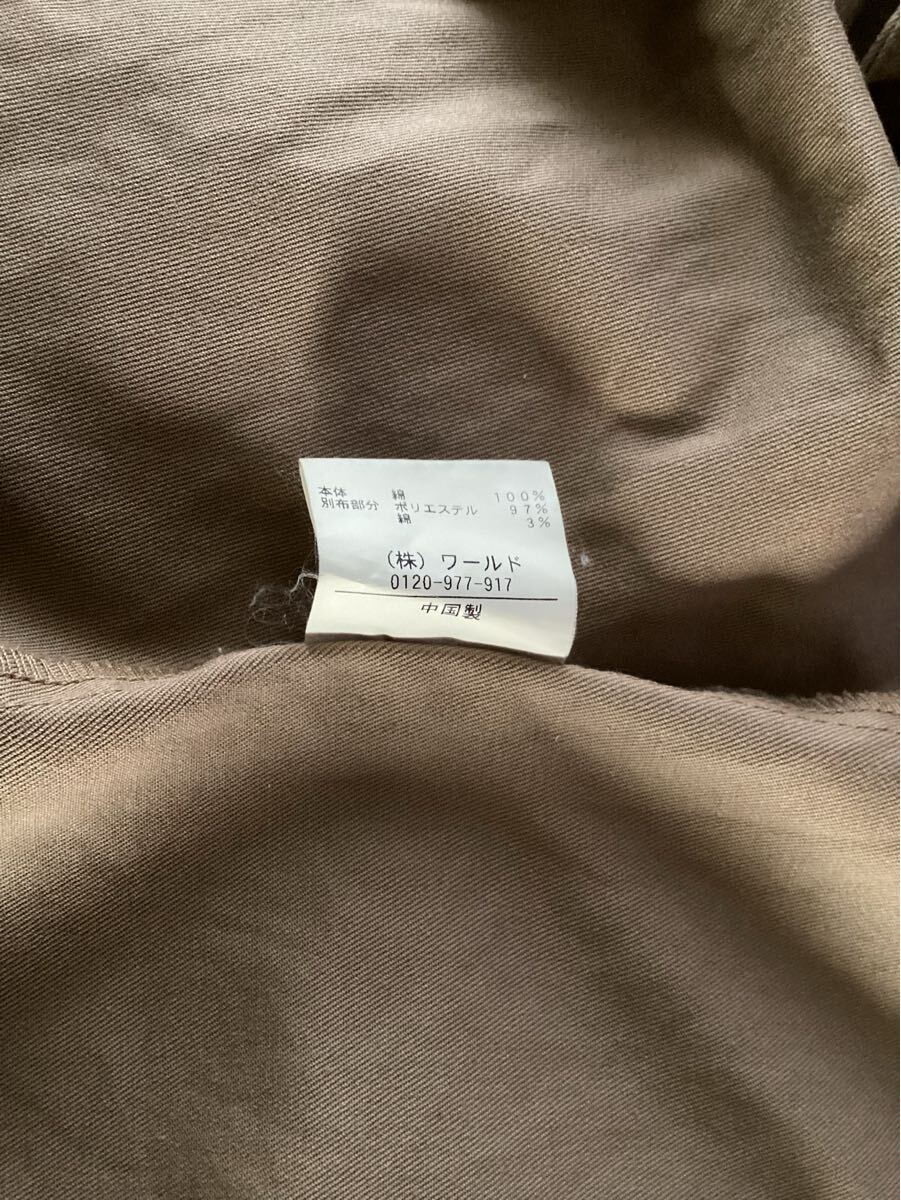 本体 綿 100%
別布部分 ポリエステル 97%
綿 3%
(株) ワールド
0120-977-917
中国製